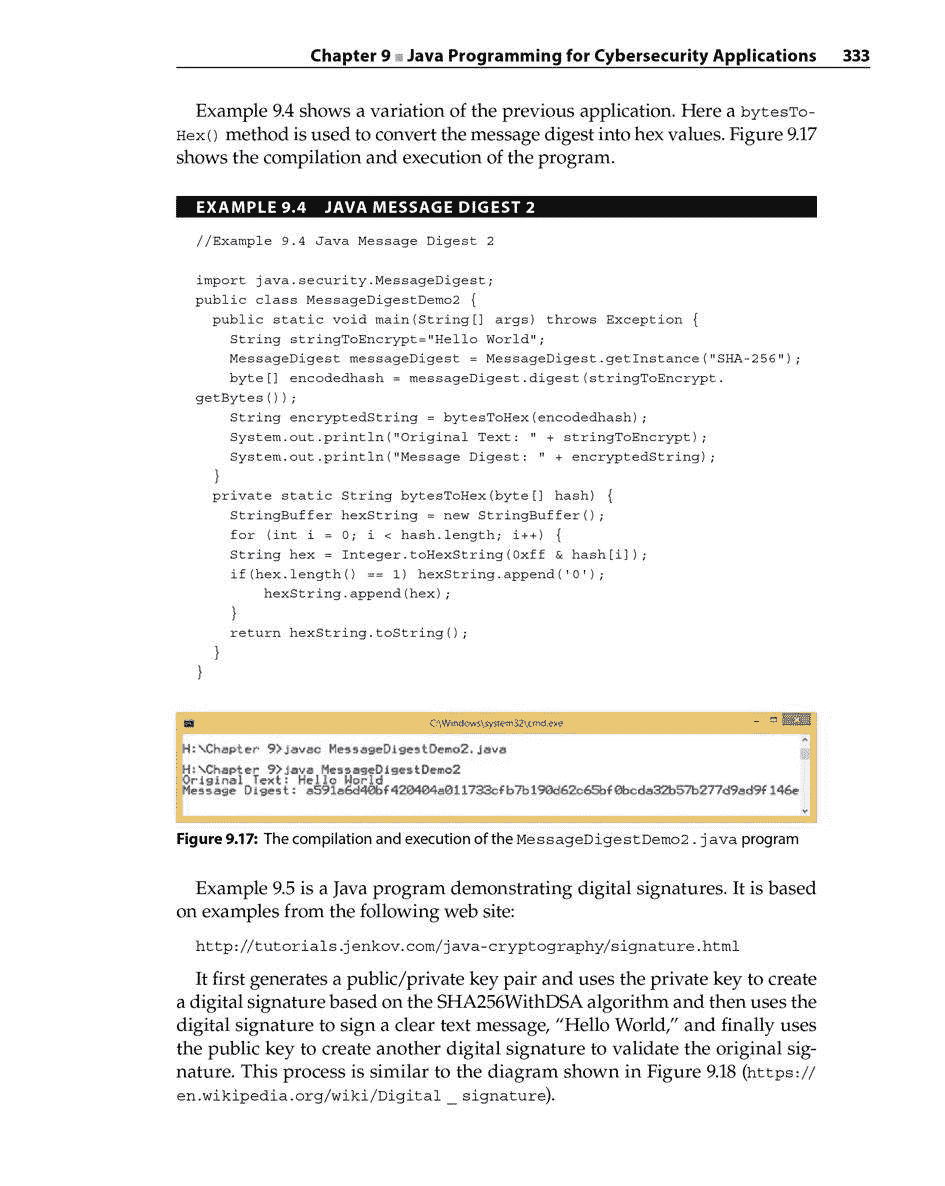 Chapter 9 ■ Java Programming for Cybersecurity Applications 333
Example 9.4 shows a variation of the previous application. Here a bytesTo-
Hex() method is used to convert the message digest into hex values. Figure 9.17
shows the compilation and execution of the program.
EXAMPLE 9.4 JAVA MESSAGE DIGEST 2
//Example 9.4 Java Message Digest 2
import java.security.MessageDigest;
public class MessageDigestDemo2 {
public static void main(String[] args) throws Exception {
String stringToEncrypt="Hello World";
MessageDigest messageDigest = MessageDigest.getInstance("SHA-256");
byte[] encodedhash = messageDigest.digest(stringToEncrypt.
getBytes());
String encryptedString = bytesToHex(encodedhash);
System.out.println("Original Text: " + stringToEncrypt);
System.out.println("Message Digest: " + encryptedString);
}
private static String bytesToHex(byte[] hash) {
StringBuffer hexString = new StringBuffer();
for (int i = 0; i < hash.length; i++) {
String hex = Integer.toHexString(0xff & hash[i]);
if(hex.length() == 1) hexString.append('0');
hexString.append(hex);
}
return hexString.toString();
}
}
C:\Windows\system32\cmd.exe
H:\Chapter 9>javac MessageDigestDemo2.java
H:\Chapter 9>java MessageDigestDemo2
Original Text: Hello World
Message Digest: a591a6d40bf420404a011733cfb7b190d62c65bf0bcda32b57b277d9ad9f146e
Figure 9.17: The compilation and execution of the MessageDigestDemo2.java program
Example 9.5 is a Java program demonstrating digital signatures. It is based
on examples from the following web site:
http://tutorials.jenkov.com/java-cryptography/signature.html
It first generates a public/private key pair and uses the private key to create
a digital signature based on the SHA256WithDSA algorithm and then uses the
digital signature to sign a clear text message, “Hello World,” and finally uses
the public key to create another digital signature to validate the original sig-
nature. This process is similar to the diagram shown in Figure 9.18 (https://
en.wikipedia.org/wiki/Digital _ signature).